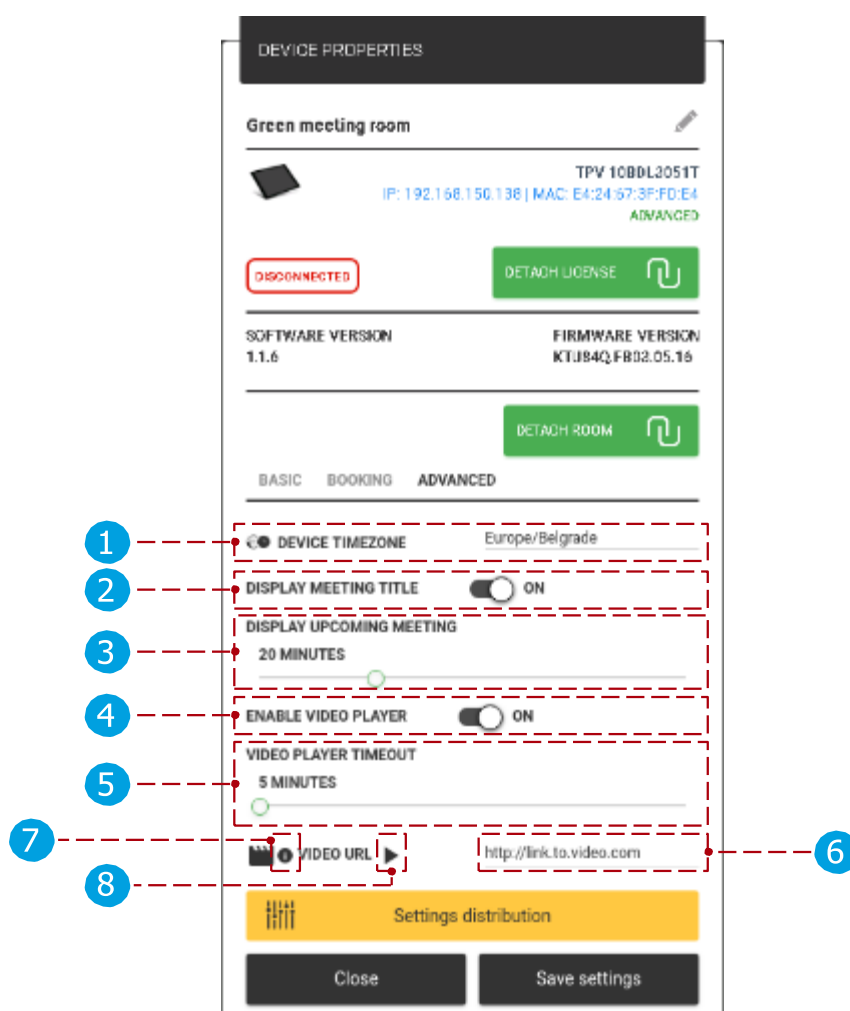 DEVICE PROPERTIES
Green meeting room
TPV 10BDL3051T
IP: 192.168.150.138 | MAC: E4:24:67:3F:FD:E4
ADVANCED
DISCONNECTED
DETACH LICENSE
SOFTWARE VERSION FIRMWARE VERSION
1.1.6 KTU84Q.FB03.05.16
DETACH ROOM
BASIC BOOKING ADVANCED
1 DEVICE TIMEZONE Europe/Belgrade
2 DISPLAY MEETING TITLE ON
DISPLAY UPCOMING MEETING
3 20 MINUTES
4 ENABLE VIDEO PLAYER ON
VIDEO PLAYER TIMEOUT
5 5 MINUTES
7 VIDEO URL http://link.to.video.com 6
8
Settings distribution
Close Save settings